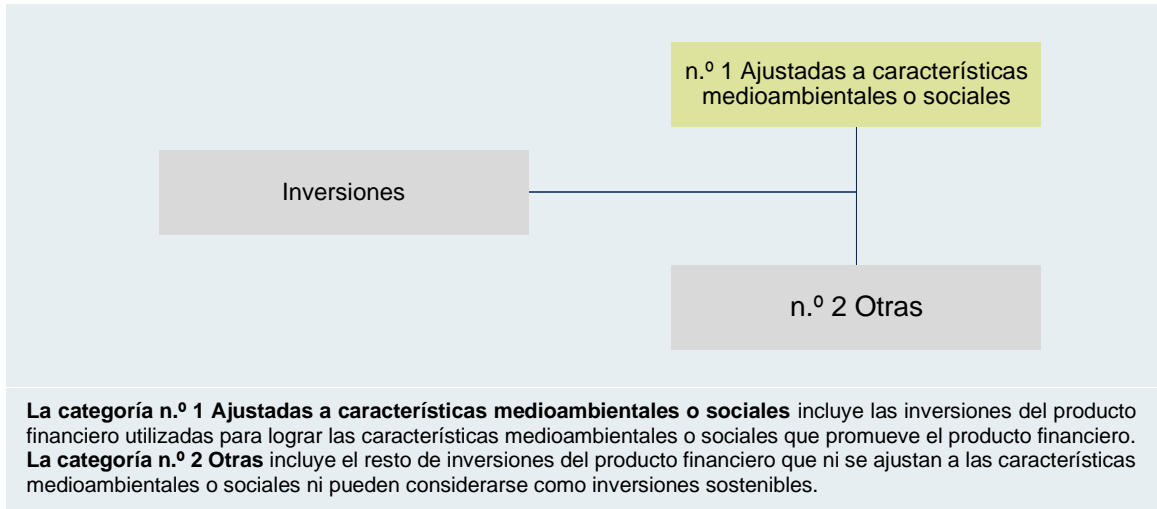 n.º 1 Ajustadas a características
medioambientales o sociales
Inversiones
n.º 2 Otras
La categoría n.º 1 Ajustadas a características medioambientales o sociales incluye las inversiones del producto
financiero utilizadas para lograr las características medioambientales o sociales que promueve el producto financiero.
La categoría n.º 2 Otras incluye el resto de inversiones del producto financiero que ni se ajustan a las características
medioambientales o sociales ni pueden considerarse como inversiones sostenibles.